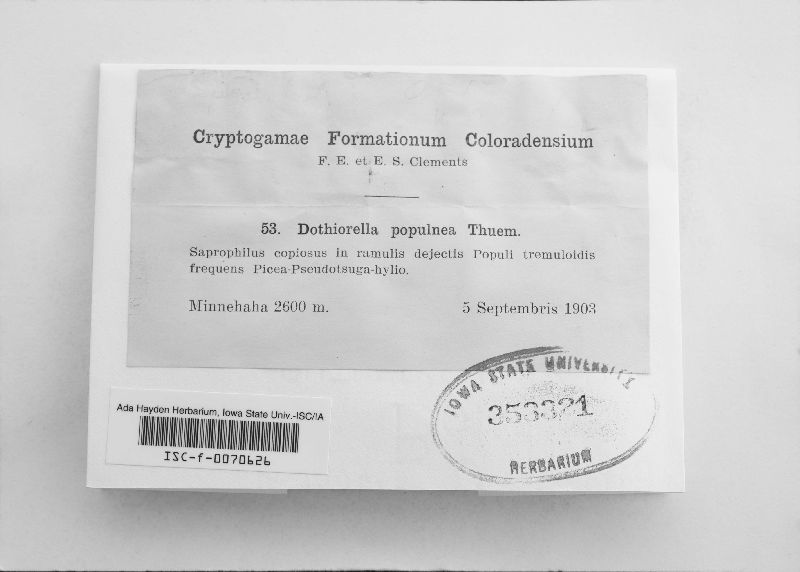 Cryptogamae Formationum Coloradensium
F. E. et E. S. Clements
53. Dothiorella populnea Thuem.
Saprophilus copiosus in ramulis dejectis Populi tremuloidis
frequens Picea-Pseudotsuga-hylio.
Minnehaha 2600 m. 5 Septembris 1903
Ada Hayden Herbarium, Iowa State Univ.-ISC/IA
ISC-f-0070626
IOWA STATE UNIVERSITY
353321
HERBARIUM